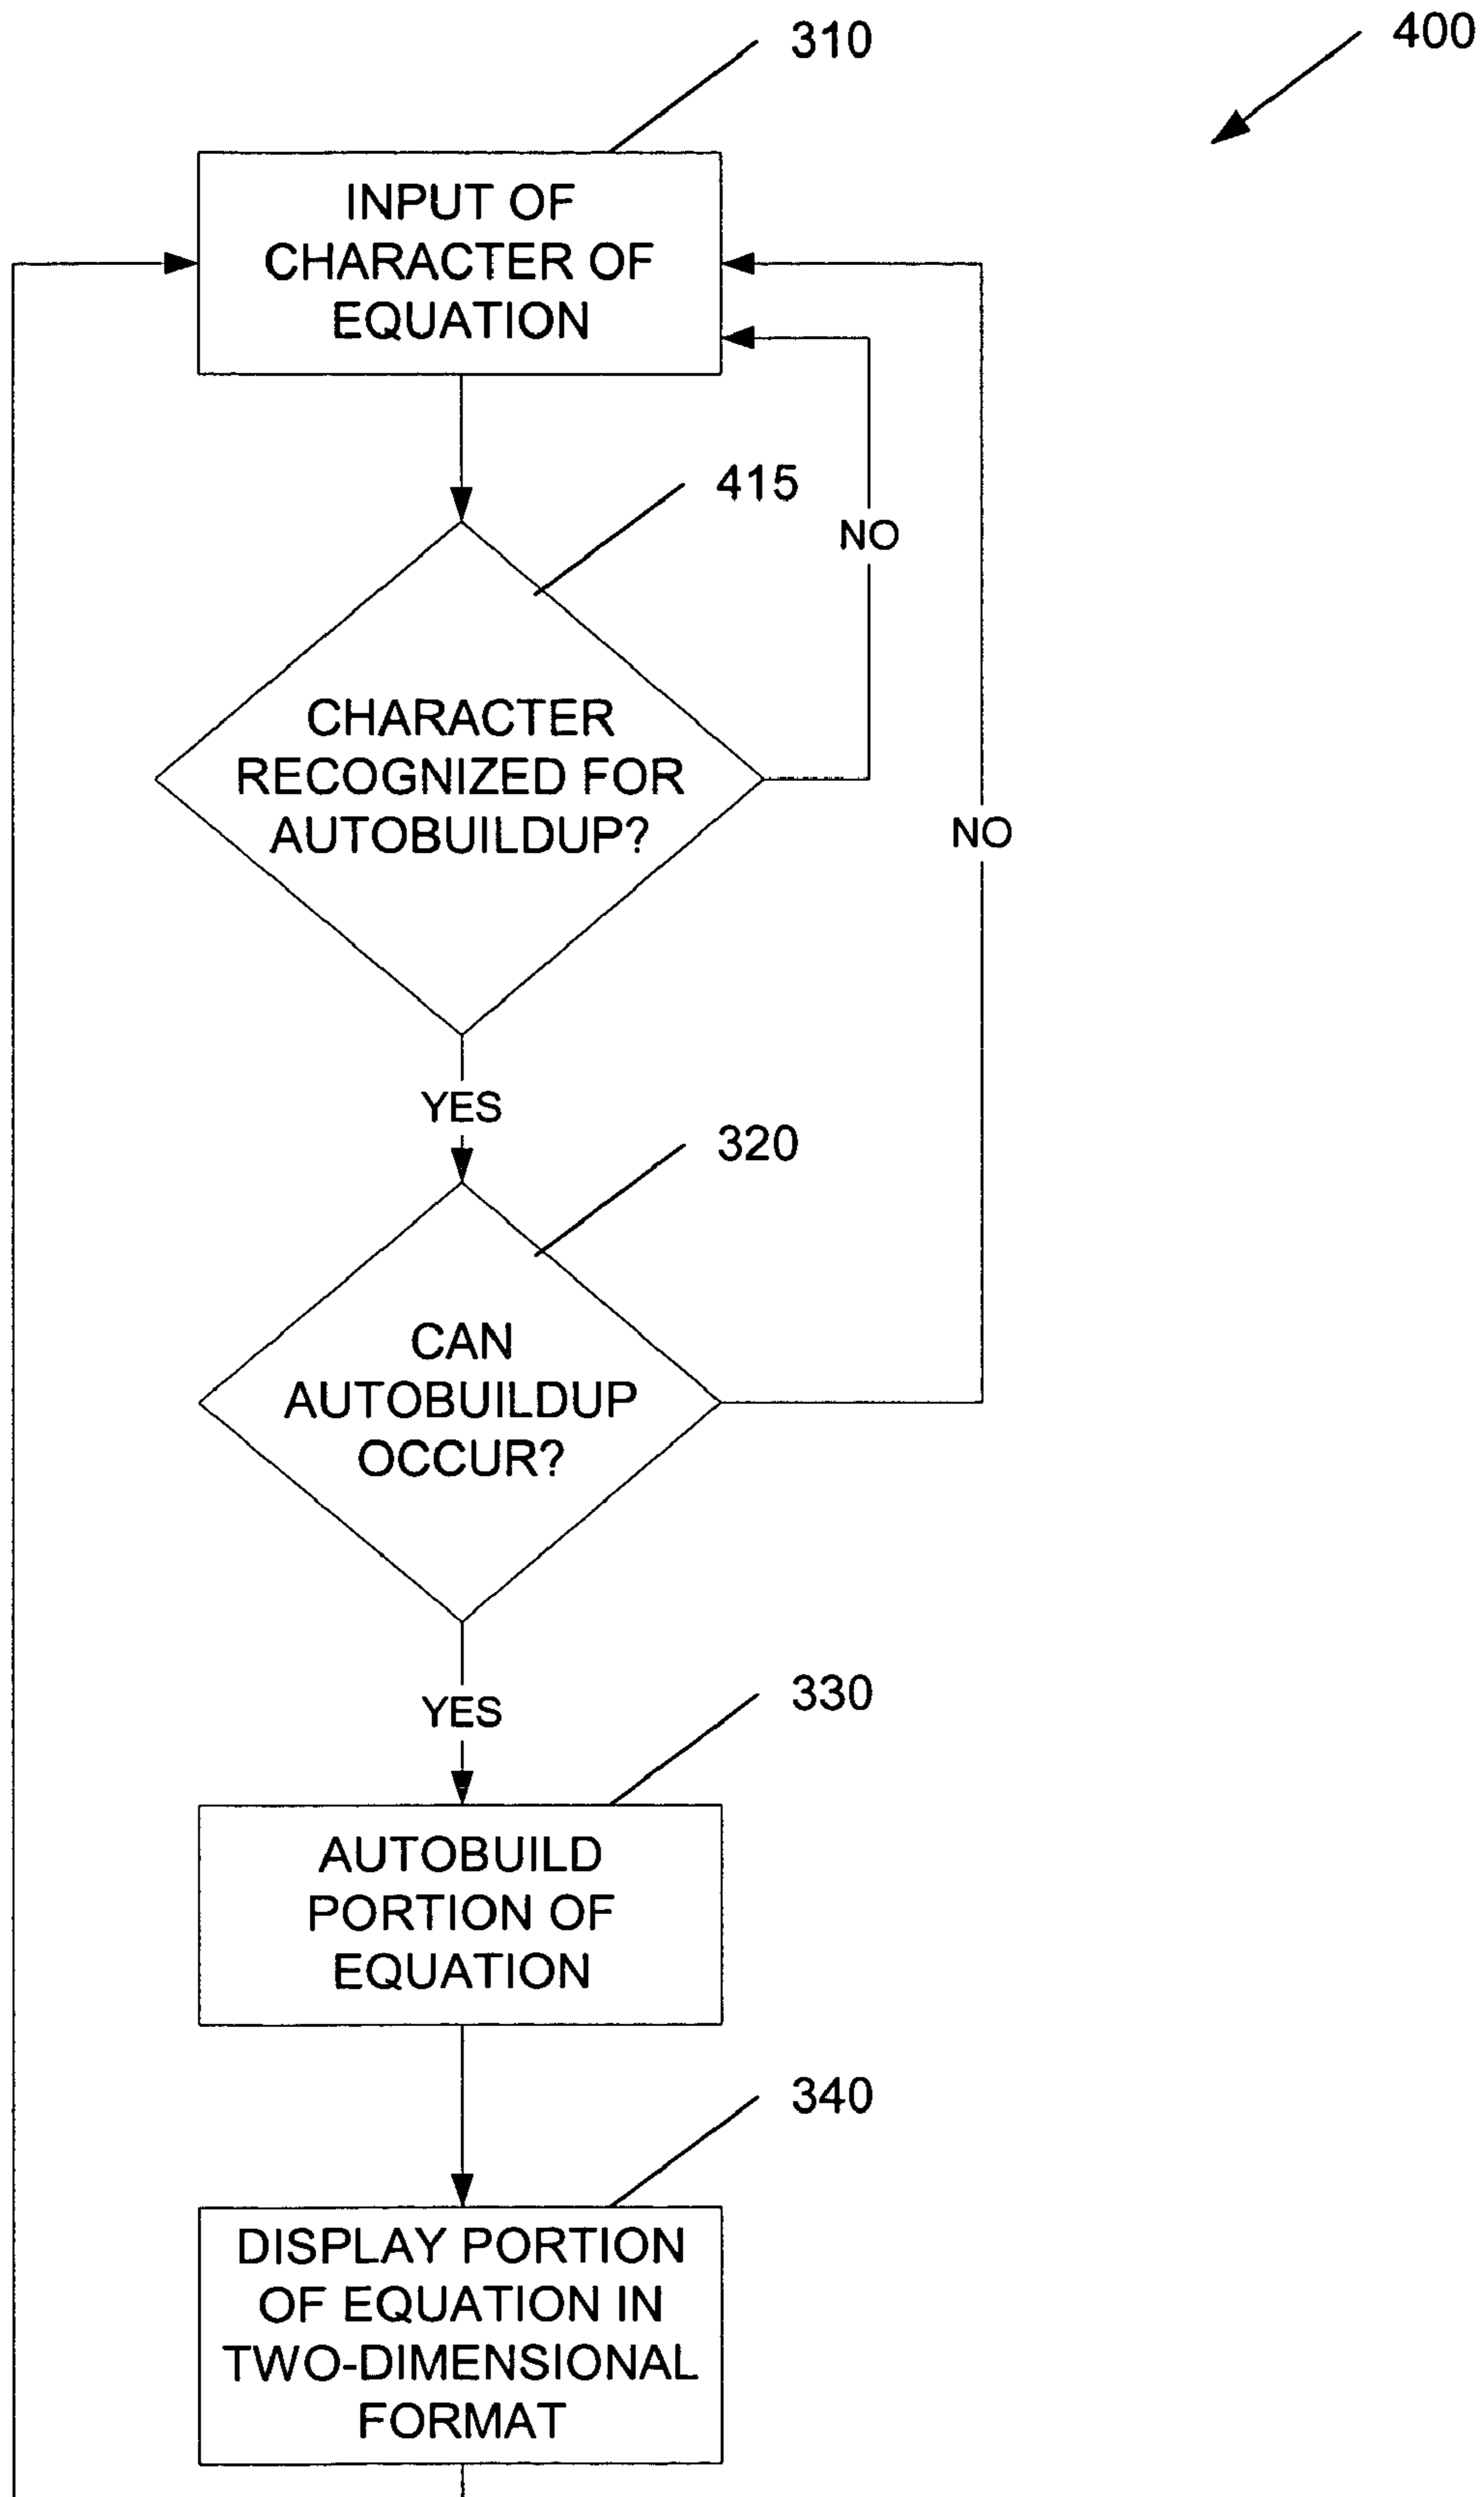 310
400
INPUT OF
CHARACTER OF
EQUATION
415
NO
CHARACTER
RECOGNIZED FOR
AUTOBUILDUP?
NO
YES
320
CAN
AUTOBUILDUP
OCCUR?
YES
330
AUTOBUILD
PORTION OF
EQUATION
340
DISPLAY PORTION
OF EQUATION IN
TWO-DIMENSIONAL
FORMAT